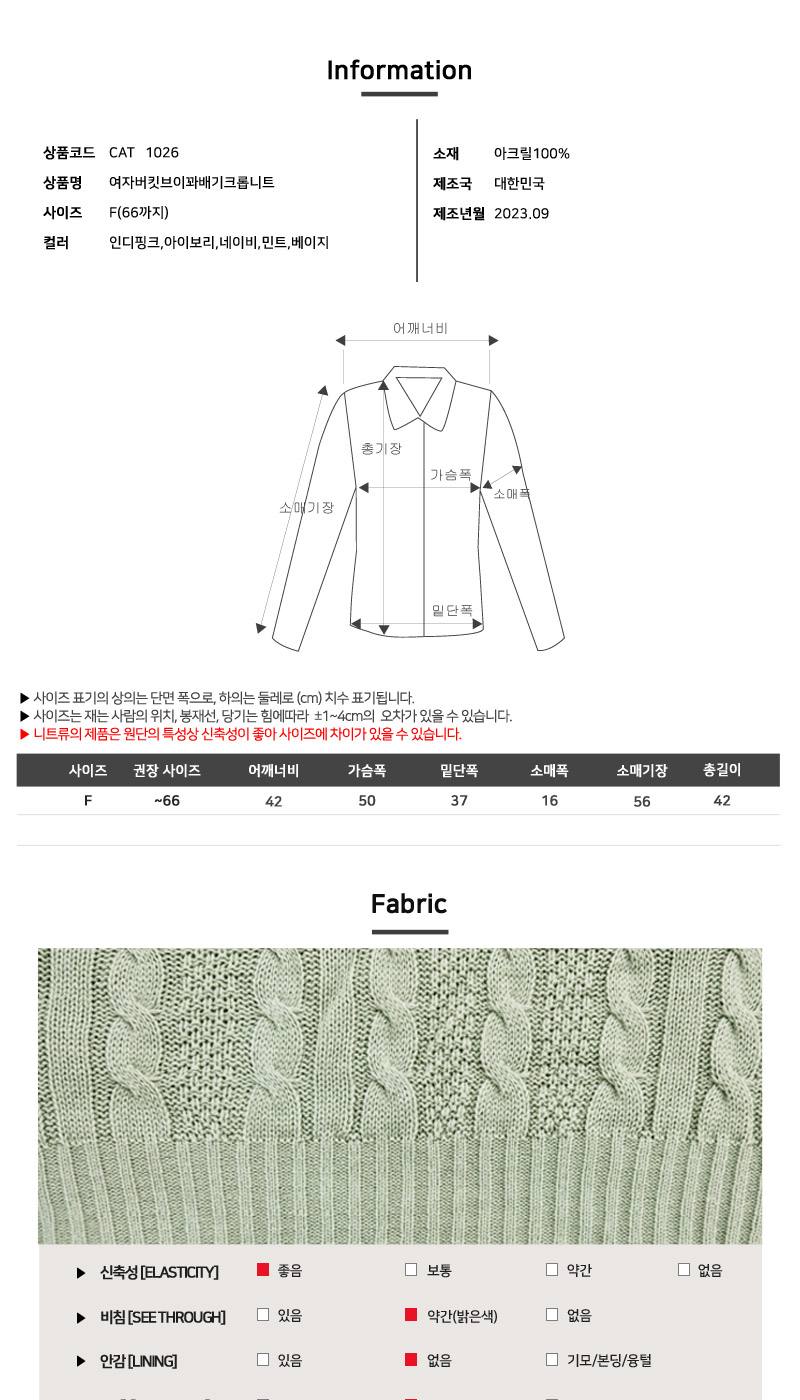 Information
상품코드 CAT 1026
상품명 여자버킷브이꽈배기크롭니트
사이즈 F(66까지)
컬러 인디핑크,아이보리,네이비,민트,베이지
소재 아크릴100%
제조국 대한민국
제조년월 2023.09
어깨너비
총기장
가슴폭
소매폭
소매기장
밑단폭
▶ 사이즈 표기의 상의는 단면 폭으로, 하의는 둘레로 (cm) 치수 표기됩니다.
▶ 사이즈는 재는 사람의 위치, 봉재선, 당기는 힘에따라 ±1~4cm의 오차가 있을 수 있습니다.
▶ 니트류의 제품은 원단의 특성상 신축성이 좋아 사이즈에 차이가 있을 수 있습니다.
사이즈 권장 사이즈 어깨너비 가슴폭 밑단폭 소매폭 소매기장 총길이
F ~66 42 50 37 16 56 42
Fabric
▶ 신축성 [ELASTICITY] 좋음 보통 약간 없음
▶ 비침 [SEE THROUGH] 있음 약간(밝은색) 없음
▶ 안감 [LINING] 있음 없음 기모/본딩/융털